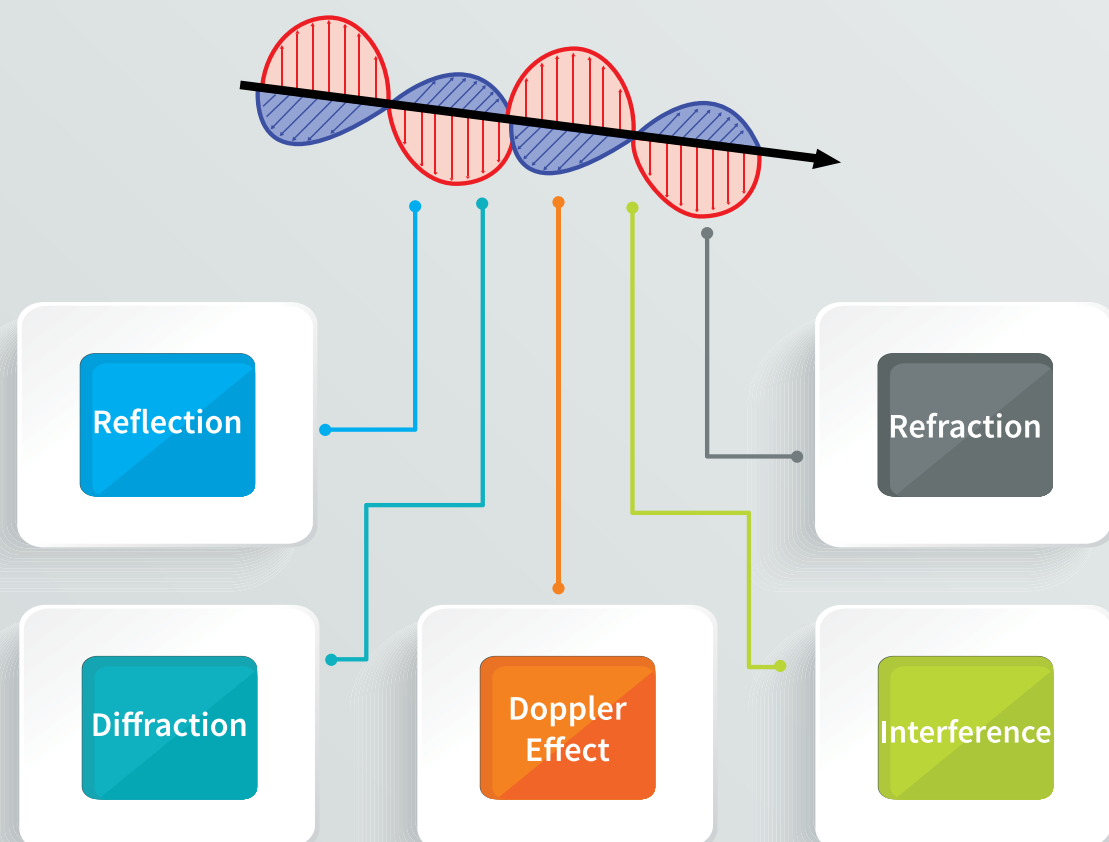 Reflection
Refraction
Diffraction
Doppler
Effect
Interference